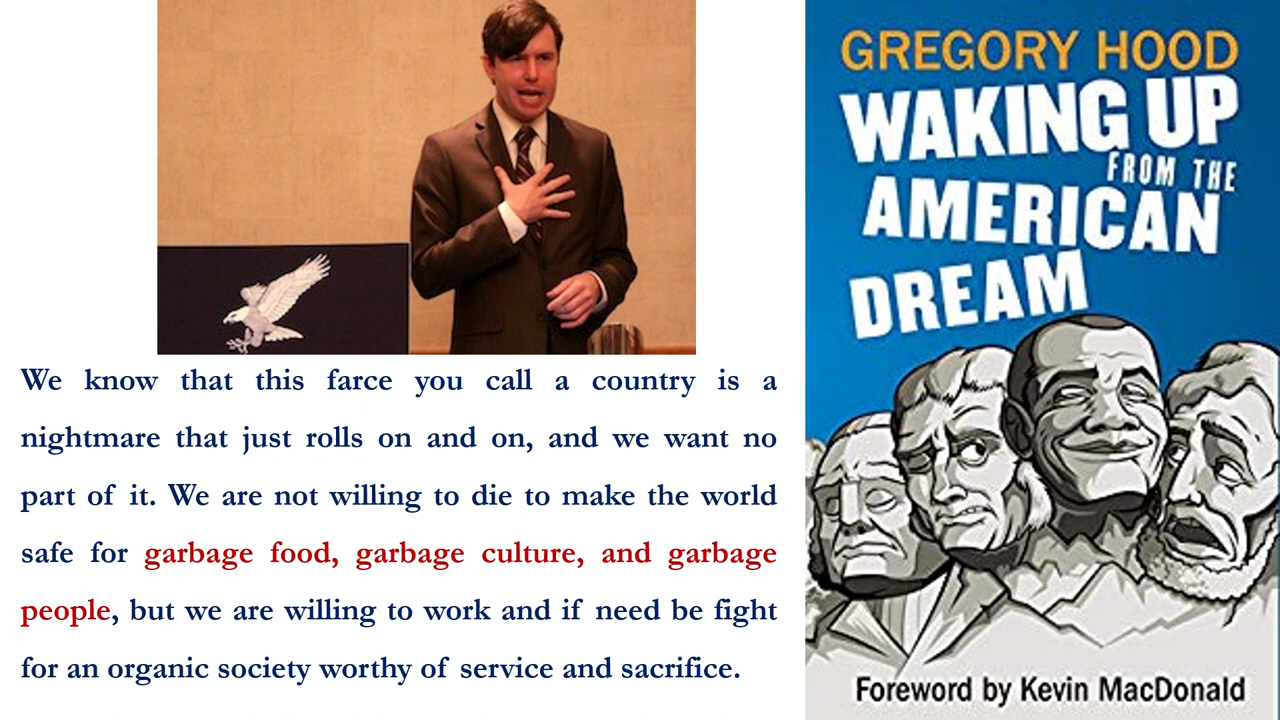 We know that this farce you call a country is a
nightmare that just rolls on and on, and we want no
part of it. We are not willing to die to make the world
safe for garbage food, garbage culture, and garbage
people, but we are willing to work and if need be fight
for an organic society worthy of service and sacrifice.
GREGORY HOOD
WAKING UP
FROM THE
AMERICAN
DREAM
Foreword by Kevin MacDonald